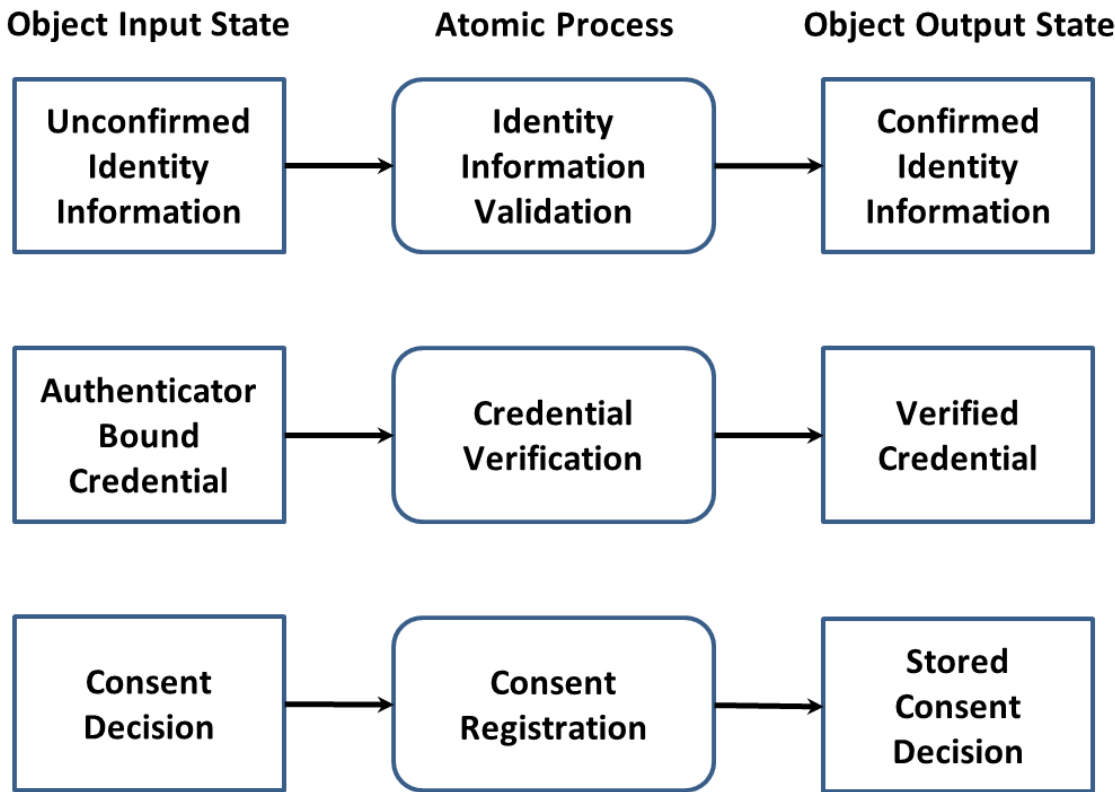 Object Input State
Atomic Process
Object Output State
Unconfirmed
Identity
Information
Identity
Information
Validation
Confirmed
Identity
Information
Authenticator
Bound
Credential
Credential
Verification
Verified
Credential
Consent
Decision
Consent
Registration
Stored
Consent
Decision